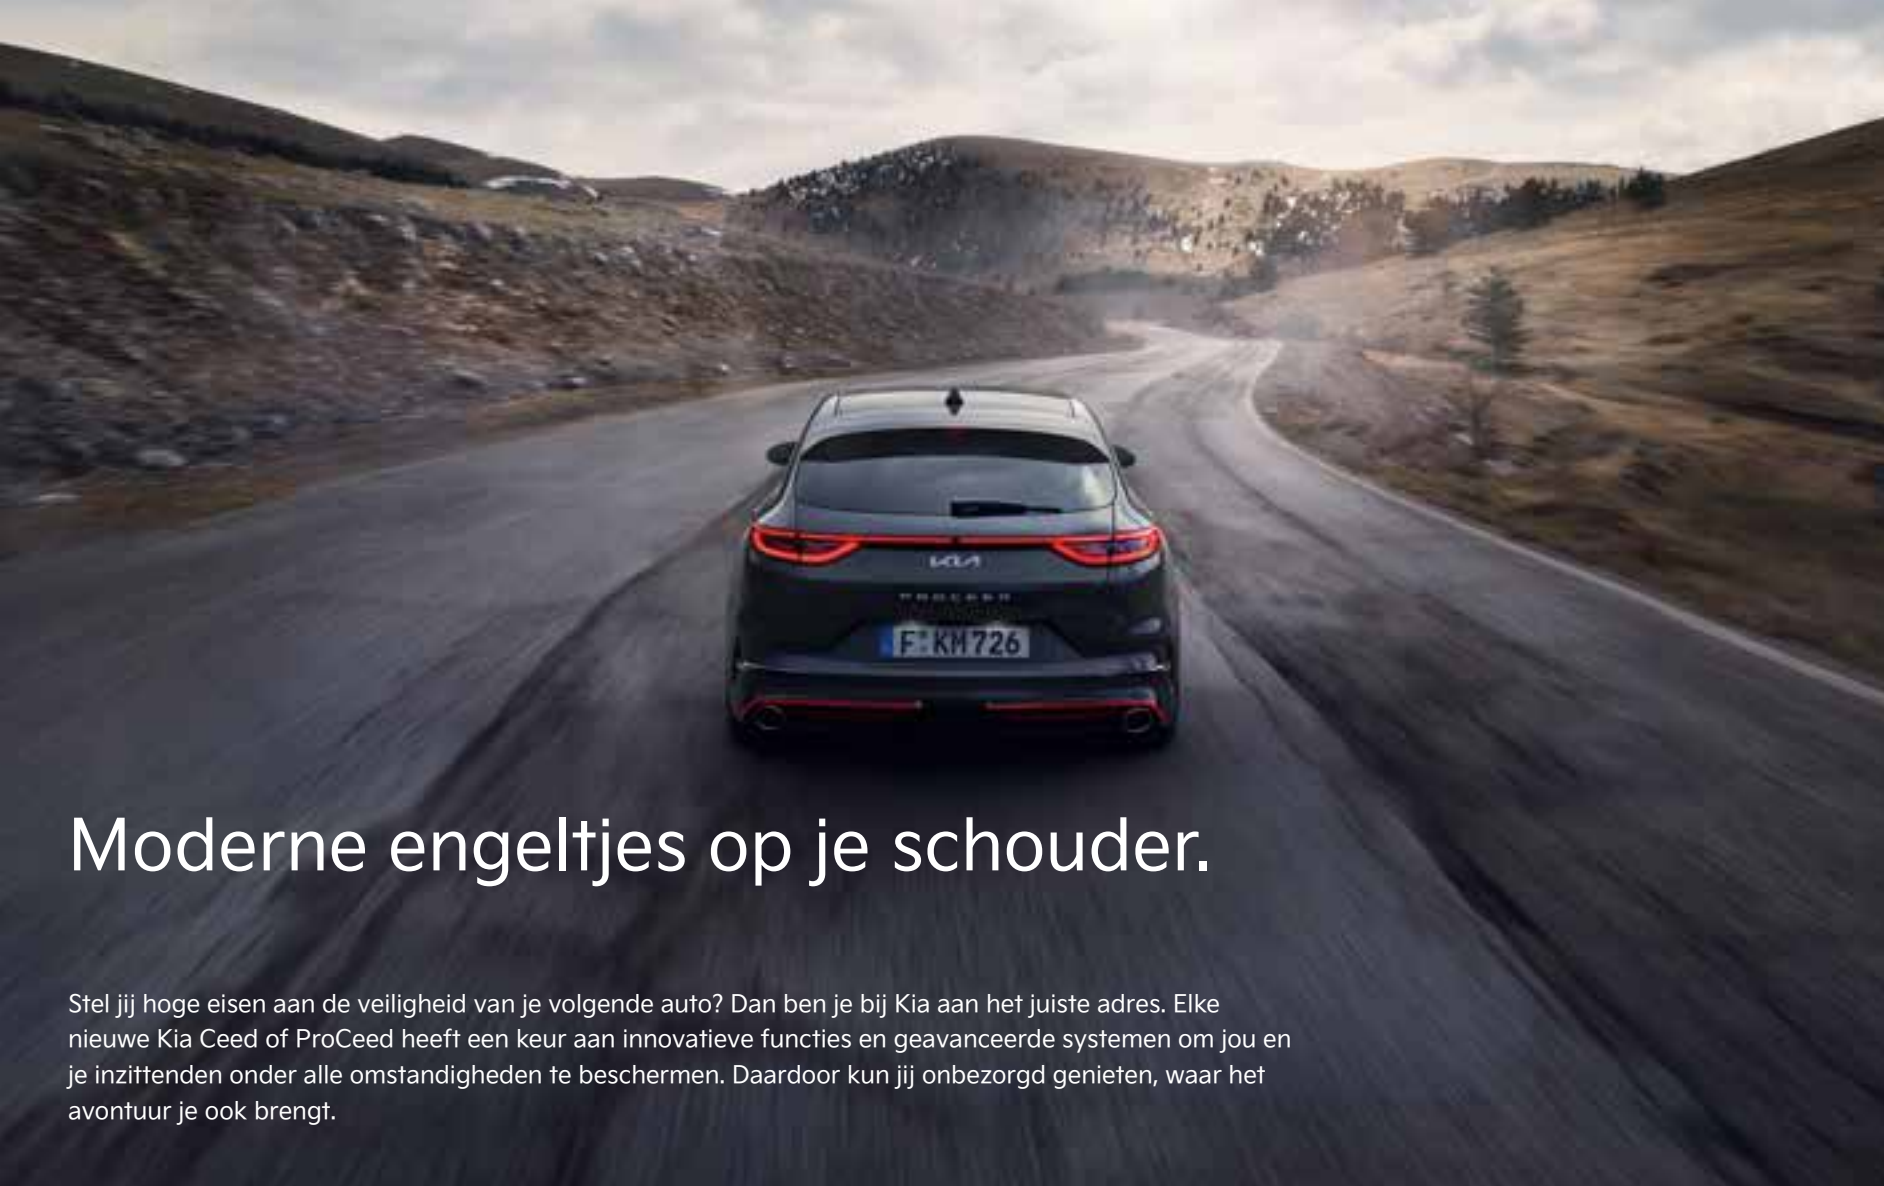 KIA
PROCEED
F KM 726
Moderne engeltjes op je schouder.
Stel jij hoge eisen aan de veiligheid van je volgende auto? Dan ben je bij Kia aan het juiste adres. Elke
nieuwe Kia Ceed of ProCeed heeft een keur aan innovatieve functies en geavanceerde systemen om jou en
je inzittenden onder alle omstandigheden te beschermen. Daardoor kun jij onbezorgd genieten, waar het
avontuur je ook brengt.